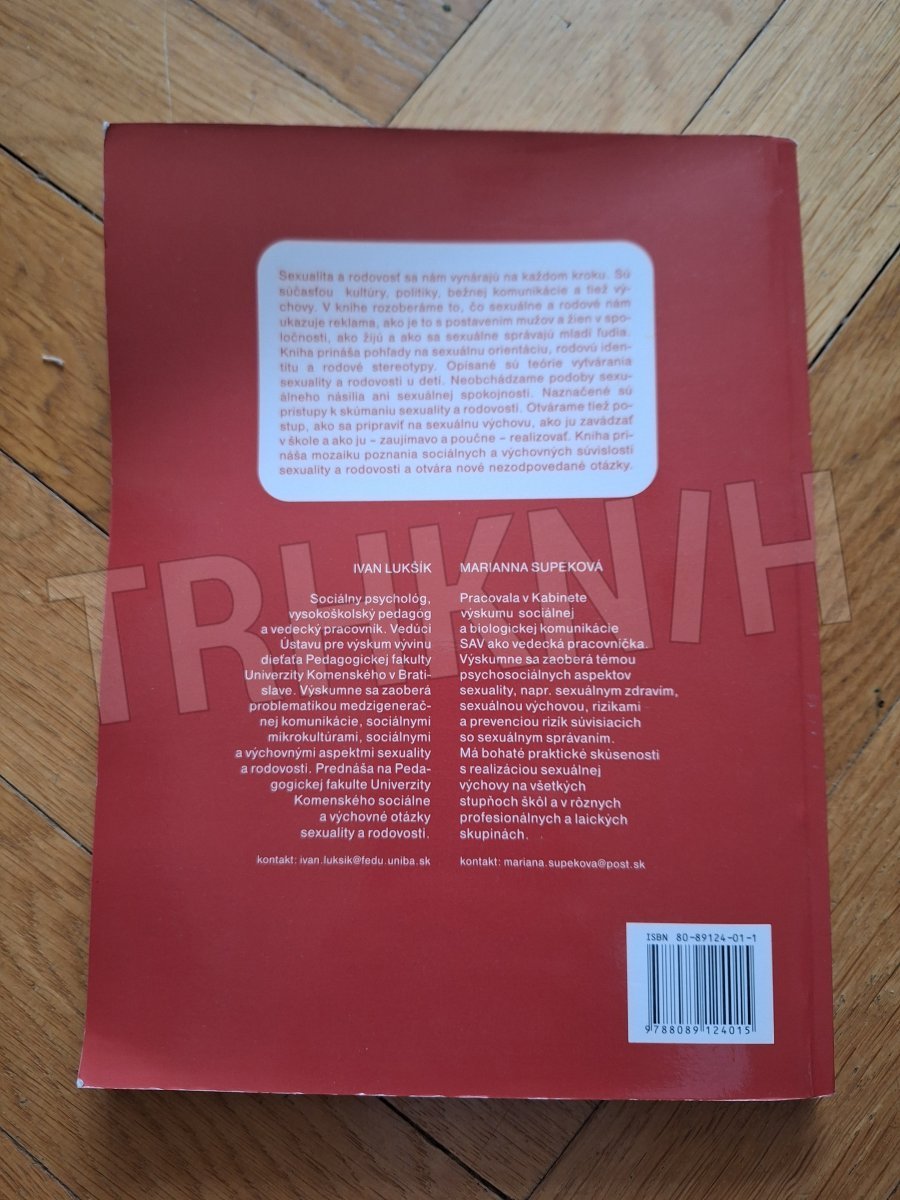 Sexualita a rodovosť sa nám vynárajú na každom kroku. Sú
súčasťou kultúry, politiky, bežnej komunikácie a tiež vý-
chovy. V knihe rozoberáme to, čo sexuálne a rodové nám
ukazuje reklama, ako je to s postavením mužov a žien v spo-
ločnosti, ako žijú a ako sa sexuálne správajú mladí ľudia.
Kniha prináša pohľady na sexuálnu orientáciu, rodovú iden-
titu a rodové stereotypy. Opísané sú teórie vytvárania
sexuality a rodovosti u detí. Neobchádzame podoby sexu-
álneho násilia ani sexuálnej spokojnosti. Naznačené sú
prístupy k skúmaniu sexuality a rodovosti. Otvárame tiež po-
stup, ako sa pripraviť na sexuálnu výchovu, ako ju zavádzať
v škole a ako ju – zaujímavo a poučne – realizovať. Kniha pri-
náša mozaiku poznania sociálnych a výchovných súvislostí
sexuality a rodovosti a otvára nové nezodpovedané otázky.
TRHKNIH
IVAN LUKŠÍK
Sociálny psychológ,
vysokoškolský pedagóg
a vedecký pracovník. Vedúci
Ústavu pre výskum vývinu
dieťaťa Pedagogickej fakulty
Univerzity Komenského v Brati-
slave. Výskumne sa zaoberá
problematikou medzigenerač-
nej komunikácie, sociálnymi
mikrokultúrami, sociálnymi
a výchovnými aspektmi sexuality
a rodovosti. Prednáša na Peda-
gogickej fakulte Univerzity
Komenského sociálne
a výchovné otázky
sexuality a rodovosti.
kontakt: ivan.luksik@fedu.uniba.sk
MARIANNA SUPEKOVÁ
Pracovala v Kabinete
výskumu sociálnej
a biologickej komunikácie
SAV ako vedecká pracovníčka.
Výskumne sa zaoberá témou
psychosociálnych aspektov
sexuality, napr. sexuálnym zdravím,
sexuálnou výchovou, rizikami
a prevenciou rizík súvisiacich
so sexuálnym správaním.
Má bohaté praktické skúsenosti
s realizáciou sexuálnej
výchovy na všetkých
stupňoch škôl a v rôznych
profesionálnych a laických
skupinách.
kontakt: mariana.supekova@post.sk
ISBN 80-89124-01-1
9788089124015